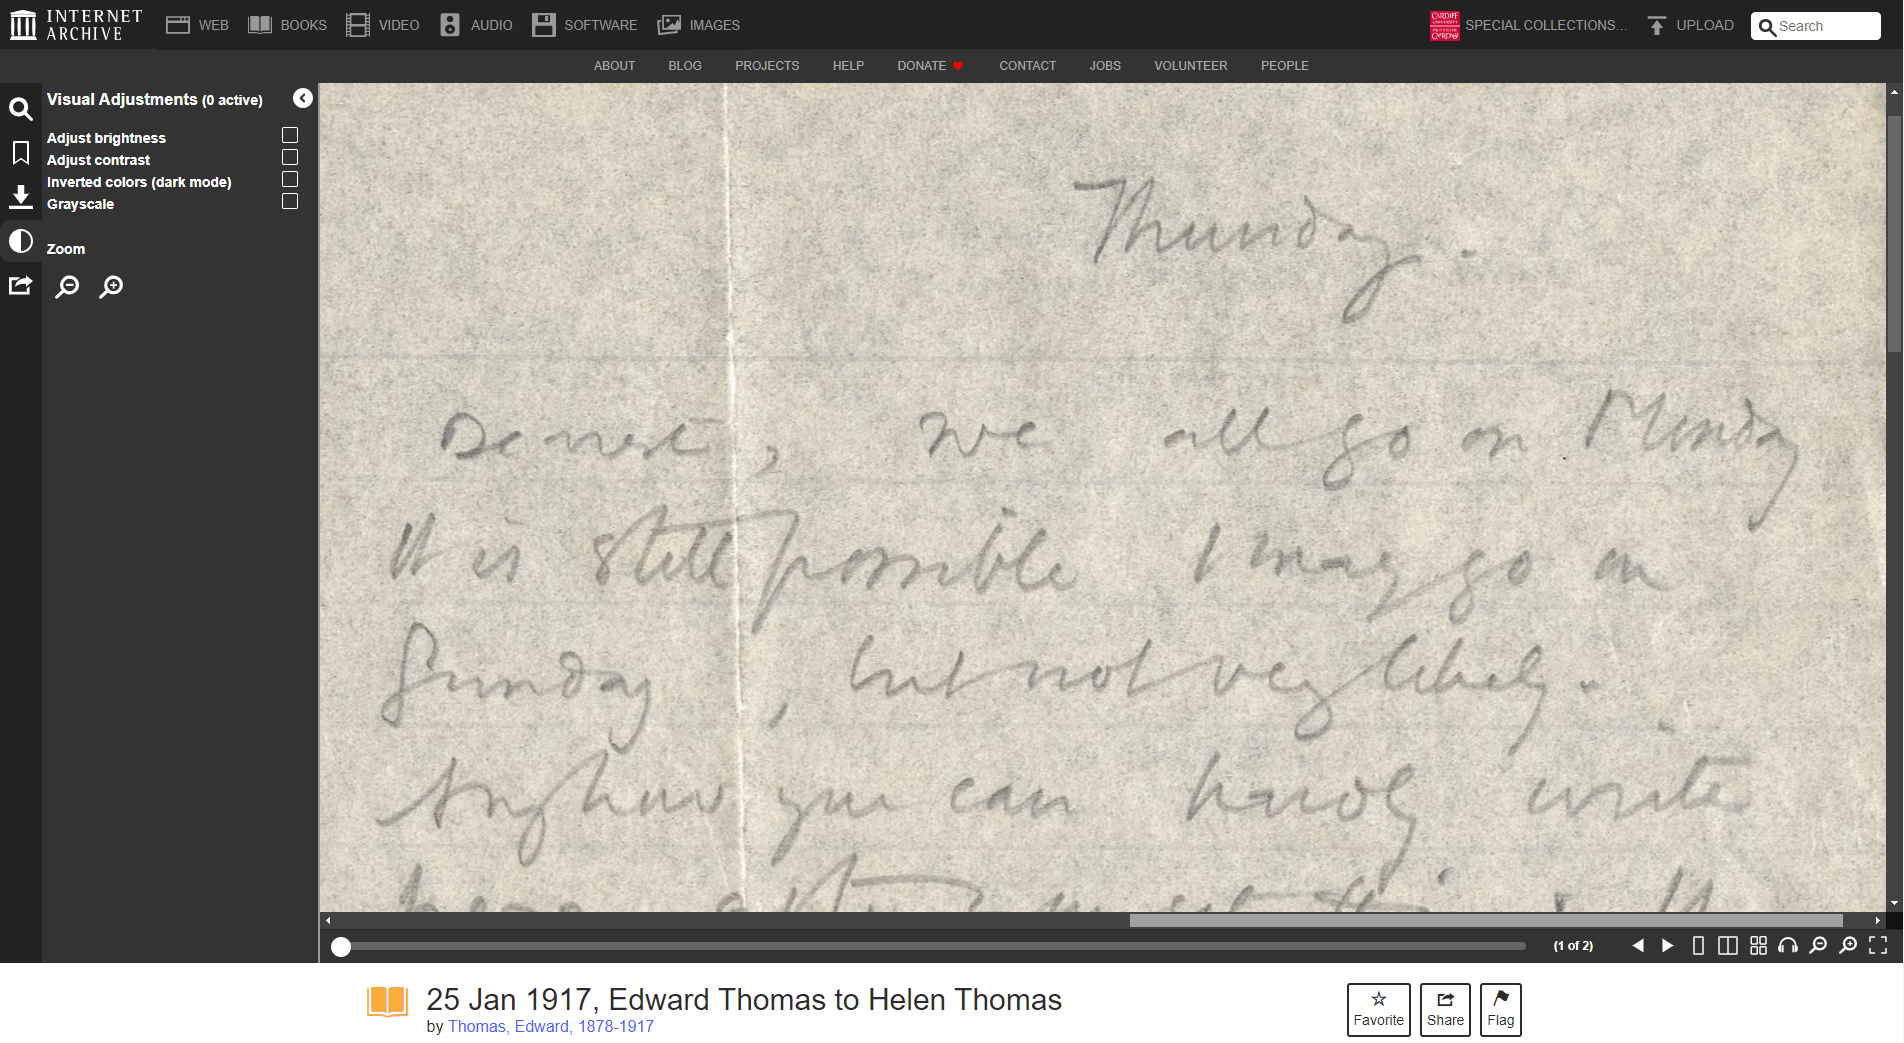 INTERNET ARCHIVE
WEB BOOKS VIDEO AUDIO SOFTWARE IMAGES
SPECIAL COLLECTIONS... UPLOAD Search
ABOUT BLOG PROJECTS HELP DONATE CONTACT JOBS VOLUNTEER PEOPLE
Visual Adjustments (0 active)
Adjust brightness
Adjust contrast
Inverted colors (dark mode)
Grayscale
Zoom
Thursday.
Dearest, We all go on Monday
It is still possible I may go on
Sunday, but not very likely.
Anyhow you can hardly write
here after
(1 of 2)
25 Jan 1917, Edward Thomas to Helen Thomas
by Thomas, Edward, 1878-1917
Favorite Share Flag